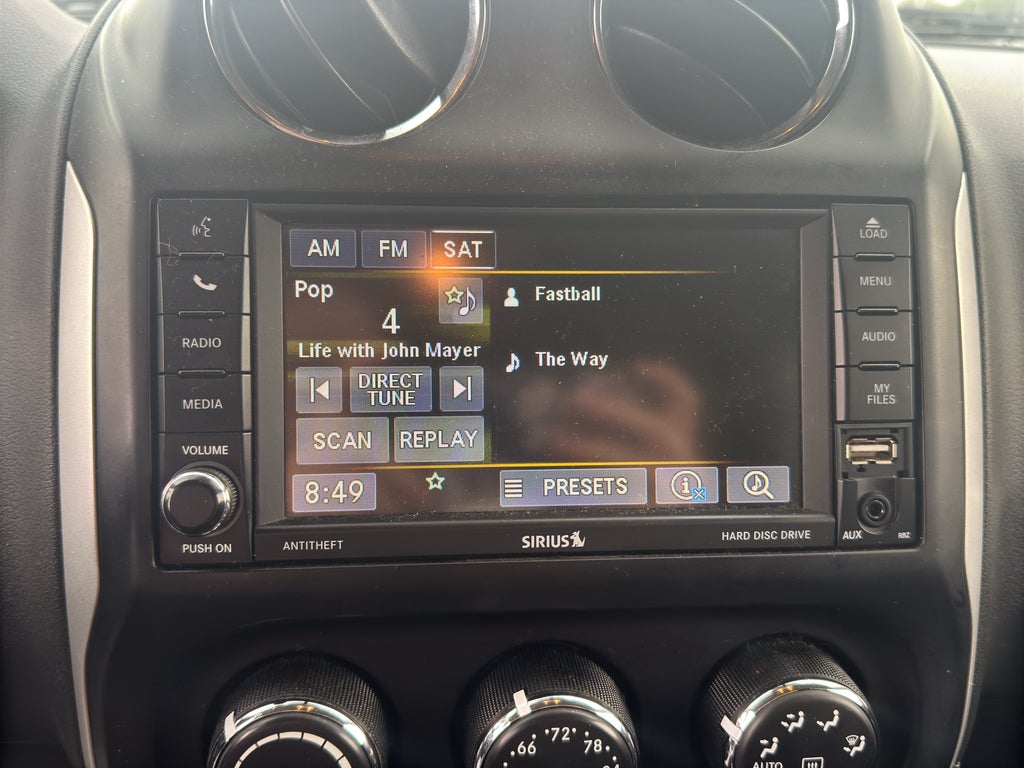 LOAD
AM FM SAT
MENU
Pop
Fastball
4
RADIO
AUDIO
Life with John Mayer
The Way
DIRECT
TUNE
MEDIA
MY
FILES
SCAN REPLAY
VOLUME
8:49
PRESETS
i
PUSH ON
ANTITHEFT
SIRIUS
HARD DISC DRIVE
AUX
RBZ
66 72 78
AUTO